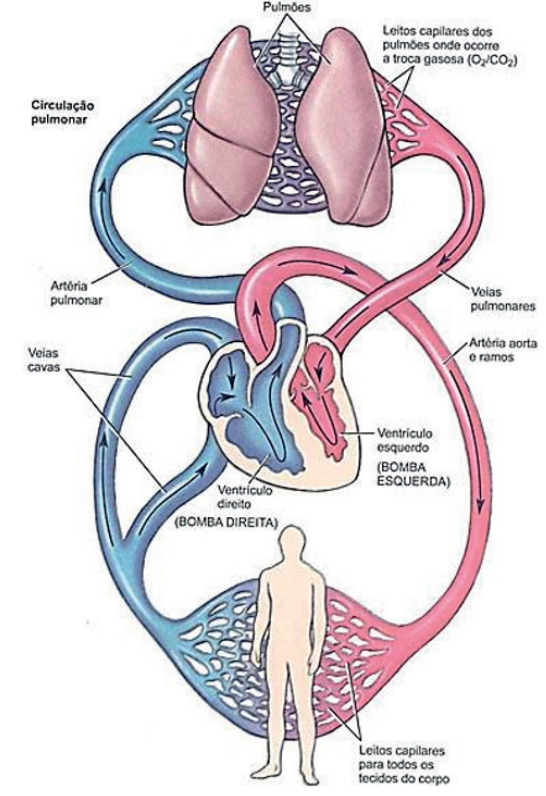 Pulmões
Leitos capilares dos
pulmões onde ocorre
a troca gasosa (O₂/CO₂)
Circulação
pulmonar
Artéria
pulmonar
Veias
pulmonares
Artéria aorta
e ramos
Veias
cavas
Ventrículo
esquerdo
(BOMBA
ESQUERDA)
Ventrículo
direito
(BOMBA DIREITA)
Leitos capilares
para todos os
tecidos do corpo